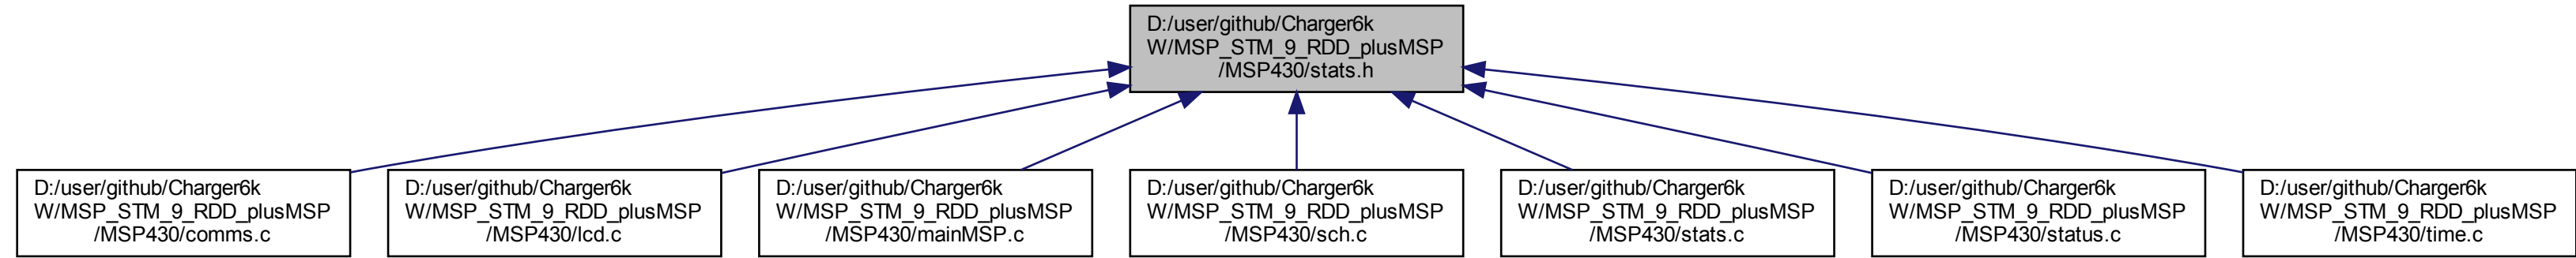 D:/user/github/Charger6k
W/MSP_STM_9_RDD_plusMSP
/MSP430/stats.h
D:/user/github/Charger6k
W/MSP_STM_9_RDD_plusMSP
/MSP430/comms.c
D:/user/github/Charger6k
W/MSP_STM_9_RDD_plusMSP
/MSP430/lcd.c
D:/user/github/Charger6k
W/MSP_STM_9_RDD_plusMSP
/MSP430/mainMSP.c
D:/user/github/Charger6k
W/MSP_STM_9_RDD_plusMSP
/MSP430/sch.c
D:/user/github/Charger6k
W/MSP_STM_9_RDD_plusMSP
/MSP430/stats.c
D:/user/github/Charger6k
W/MSP_STM_9_RDD_plusMSP
/MSP430/status.c
D:/user/github/Charger6k
W/MSP_STM_9_RDD_plusMSP
/MSP430/time.c